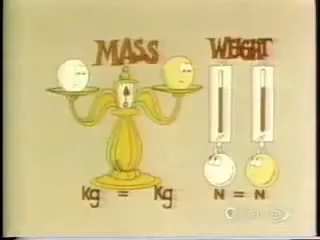 MASS
WEIGHT
Kg = Kg
N = N